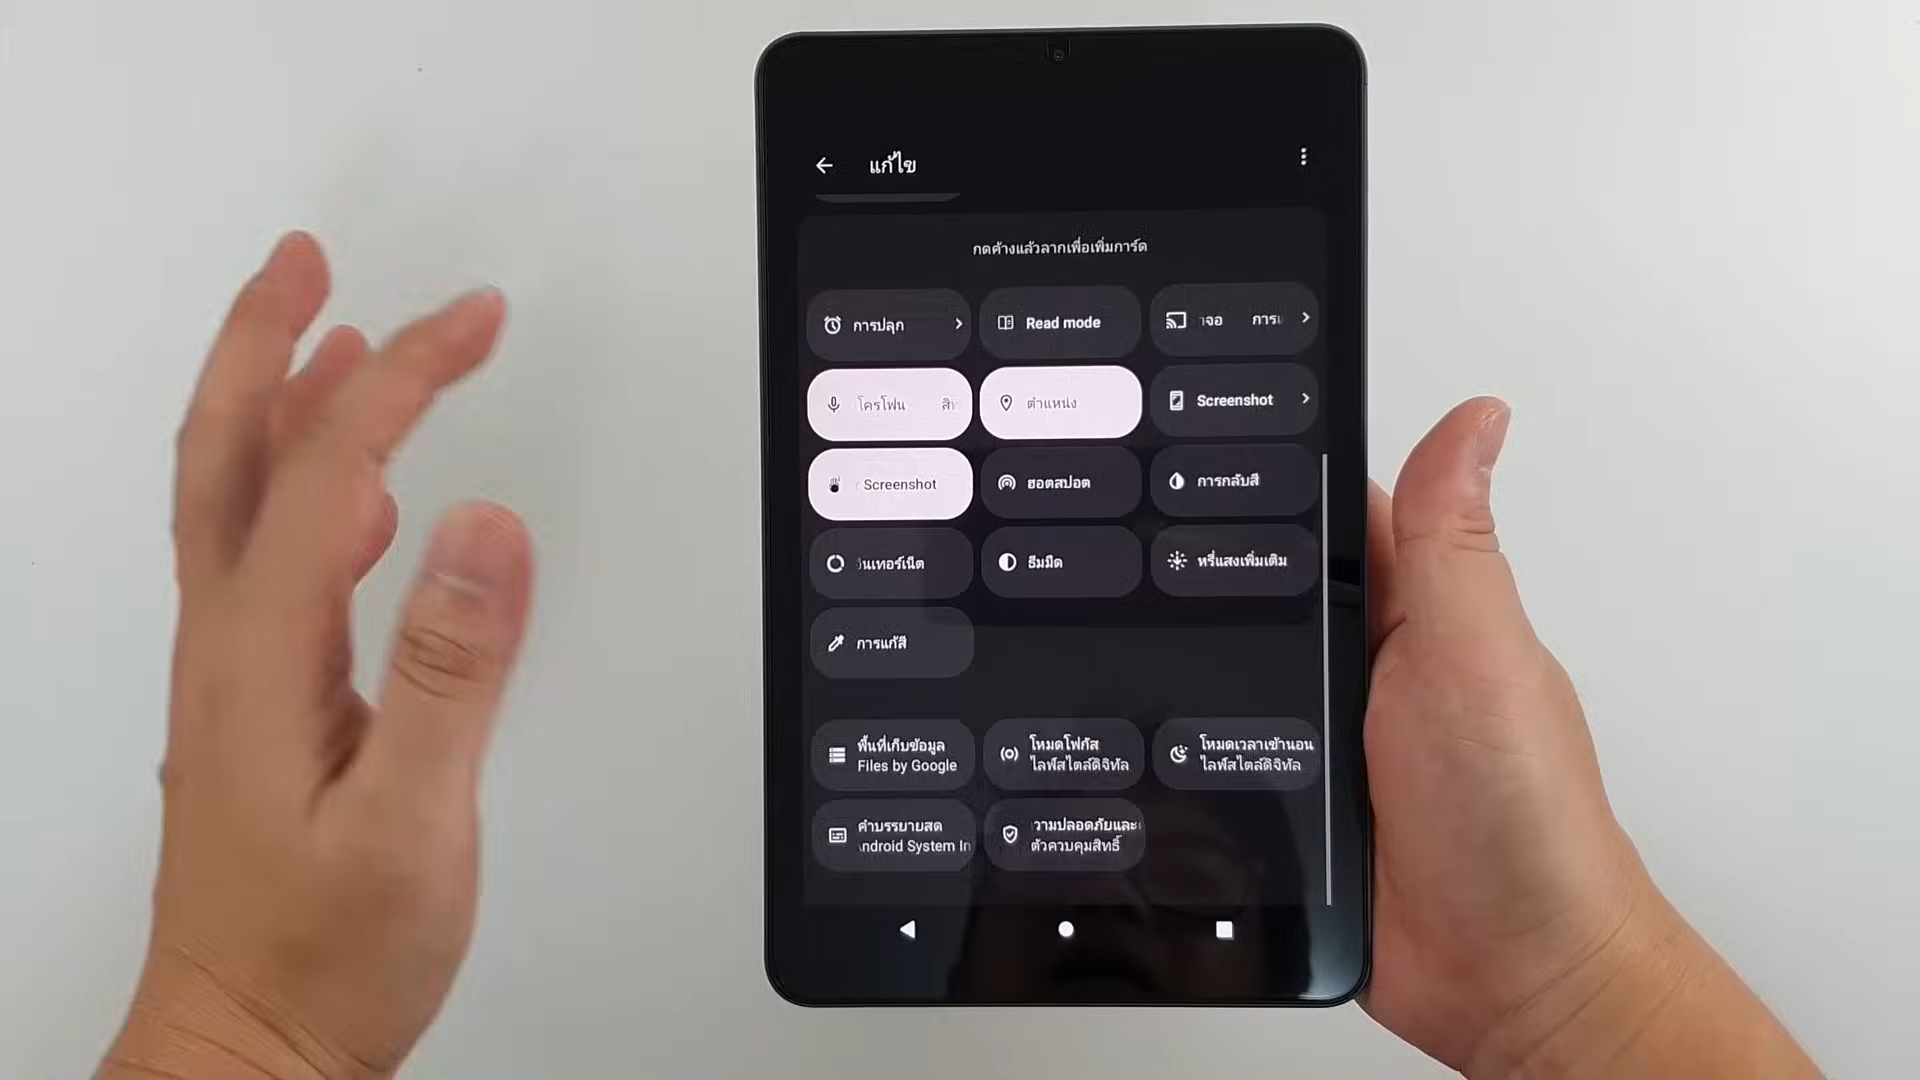 แก้ไข
กดค้างแล้วลากเพื่อเพิ่มการ์ด
การปลุก
Read mode
าจอ การเ
โครโฟน สิท
ตำแหน่ง
Screenshot
Screenshot
ฮอตสปอต
การกลับสี
อินเทอร์เน็ต
ธีมมืด
หรี่แสงเพิ่มเติม
การแก้สี
พื้นที่เก็บข้อมูล
Files by Google
โหมดโฟกัส
ไลฟ์สไตล์ดิจิทัล
โหมดเวลาเข้านอน
ไลฟ์สไตล์ดิจิทัล
คำบรรยายสด
Android System In
วามปลอดภัยและ
ตัวควบคุมสิทธิ์